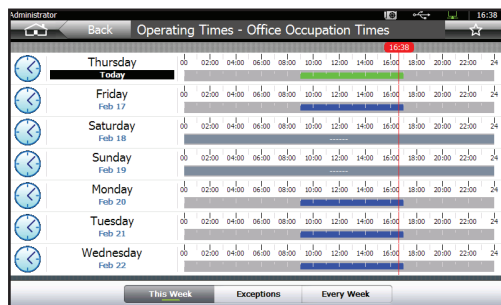 Administrator 16:38
Back Operating Times - Office Occupation Times
16:38
Thursday 00 02:00 04:00 06:00 08:00 10:00 12:00 14:00 16:00 18:00 20:00 22:00 24
Today
Friday 00 02:00 04:00 06:00 08:00 10:00 12:00 14:00 16:00 18:00 20:00 22:00 24
Feb 17
Saturday 00 02:00 04:00 06:00 08:00 10:00 12:00 14:00 16:00 18:00 20:00 22:00 24
Feb 18 ------
Sunday 00 02:00 04:00 06:00 08:00 10:00 12:00 14:00 16:00 18:00 20:00 22:00 24
Feb 19 ------
Monday 00 02:00 04:00 06:00 08:00 10:00 12:00 14:00 16:00 18:00 20:00 22:00 24
Feb 20
Tuesday 00 02:00 04:00 06:00 08:00 10:00 12:00 14:00 16:00 18:00 20:00 22:00 24
Feb 21
Wednesday 00 02:00 04:00 06:00 08:00 10:00 12:00 14:00 16:00 18:00 20:00 22:00 24
Feb 22
This Week Exceptions Every Week